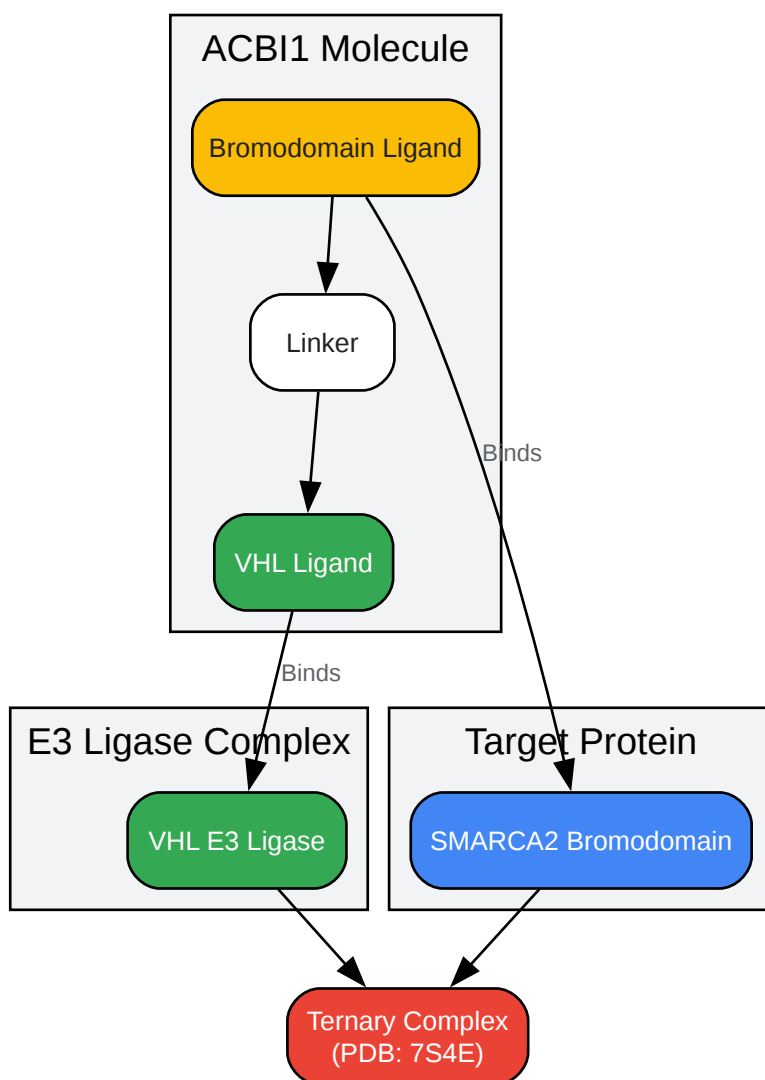 ACBI1 Molecule
Bromodomain Ligand
Linker
Binds
VHL Ligand
Binds
E3 Ligase Complex
Target Protein
VHL E3 Ligase
SMARCA2 Bromodomain
Ternary Complex
(PDB: 7S4E)